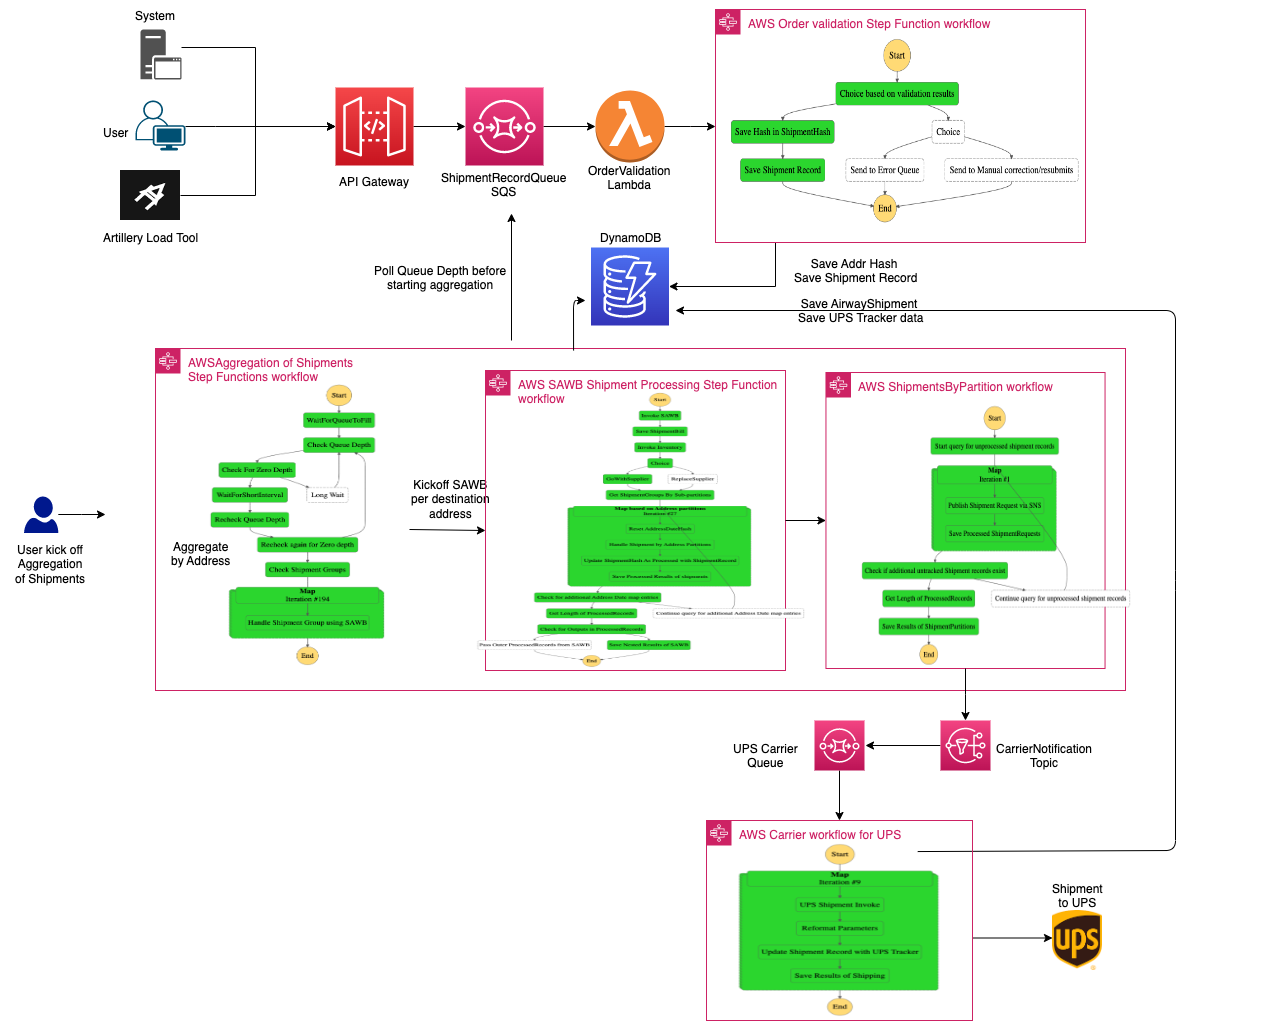 System
User
Artillery Load Tool
API Gateway
ShipmentRecordQueue
SQS
OrderValidation
Lambda
AWS Order validation Step Function workflow
Start
Choice based on validation results
Save Hash in ShipmentHash
Choice
Save Shipment Record
Send to Error Queue
Send to Manual correction/resubmits
End
DynamoDB
Poll Queue Depth before
starting aggregation
Save Addr Hash
Save Shipment Record
Save AirwayShipment
Save UPS Tracker data
User kick off
Aggregation
of Shipments
AWSAggregation of Shipments
Step Functions workflow
Start
WaitForQueueToFill
Check Queue Depth
Check For Zero Depth
WaitForShortInterval
Long Wait
Recheck Queue Depth
Recheck again for Zero depth
Aggregate
by Address
Check Shipment Groups
Map
Iteration #194
Handle Shipment Group using SAWB
End
Kickoff SAWB
per destination
address
AWS SAWB Shipment Processing Step Function
workflow
Start
Invoke SAWB
Save ShipmentBill
Invoke Inventory
Choice
GoWithSupplier
ReplaceSupplier
Get ShipmentGroups By Sub-partitions
Map based on Address partitions
Iteration #27
Reset AddressDateHash
Handle Shipment by Address Partitions
Update ShipmentHash As Processed with ShipmentRecord
Save Processed Results of shipments
Check for additional Address Date map entries
Get Length of ProcessedRecords
Continue query for additional Address Date map entries
Check for Outputs in ProcessedRecords
Pass Outer ProcessedRecords from SAWB
Save Neared Results of SAWB
End
AWS ShipmentsByPartition workflow
Start
Start query for unprocessed shipment records
Map
Iteration #1
Publish Shipment Request via SNS
Save Processed ShipmentRequests
Check if additional untracked Shipment records exist
Get Length of ProcessedRecords
Continue query for unprocessed shipment records
Save Results of ShipmentPartitions
End
UPS Carrier
Queue
CarrierNotification
Topic
AWS Carrier workflow for UPS
Start
Map
Iteration #9
UPS Shipment Invoke
Reformat Parameters
Update Shipment Record with UPS Tracker
Save Results of Shipping
End
Shipment
to UPS
ups